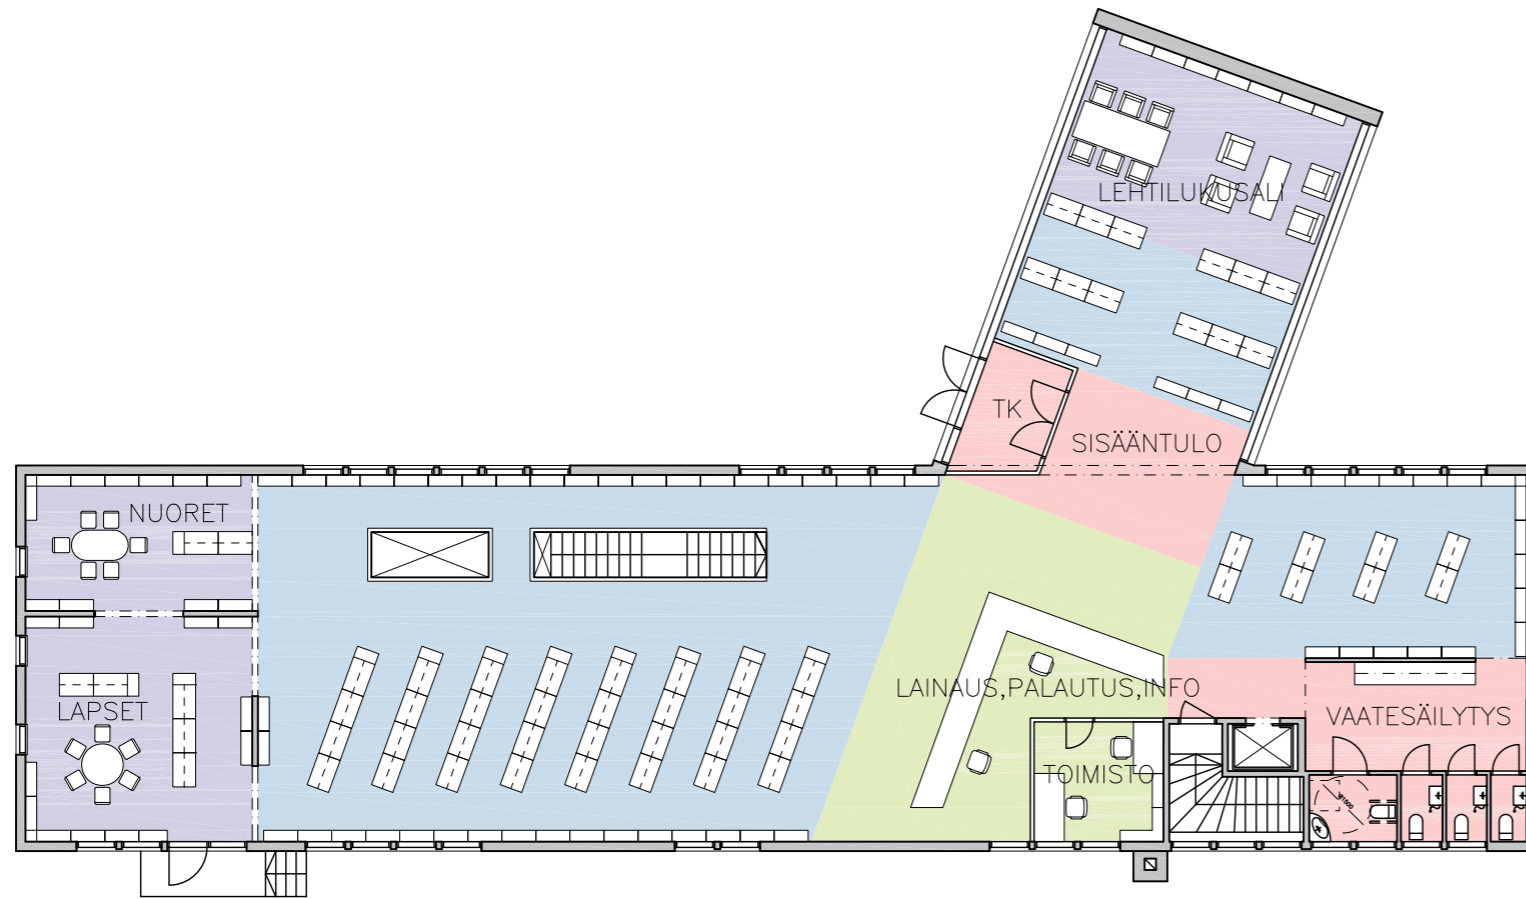 LEHTILUKUSALI
TK
SISÄÄNTULO
NUORET
LAPSET
LAINAUS,PALAUTUS,INFO
VAATESÄILYTYS
TOIMISTO